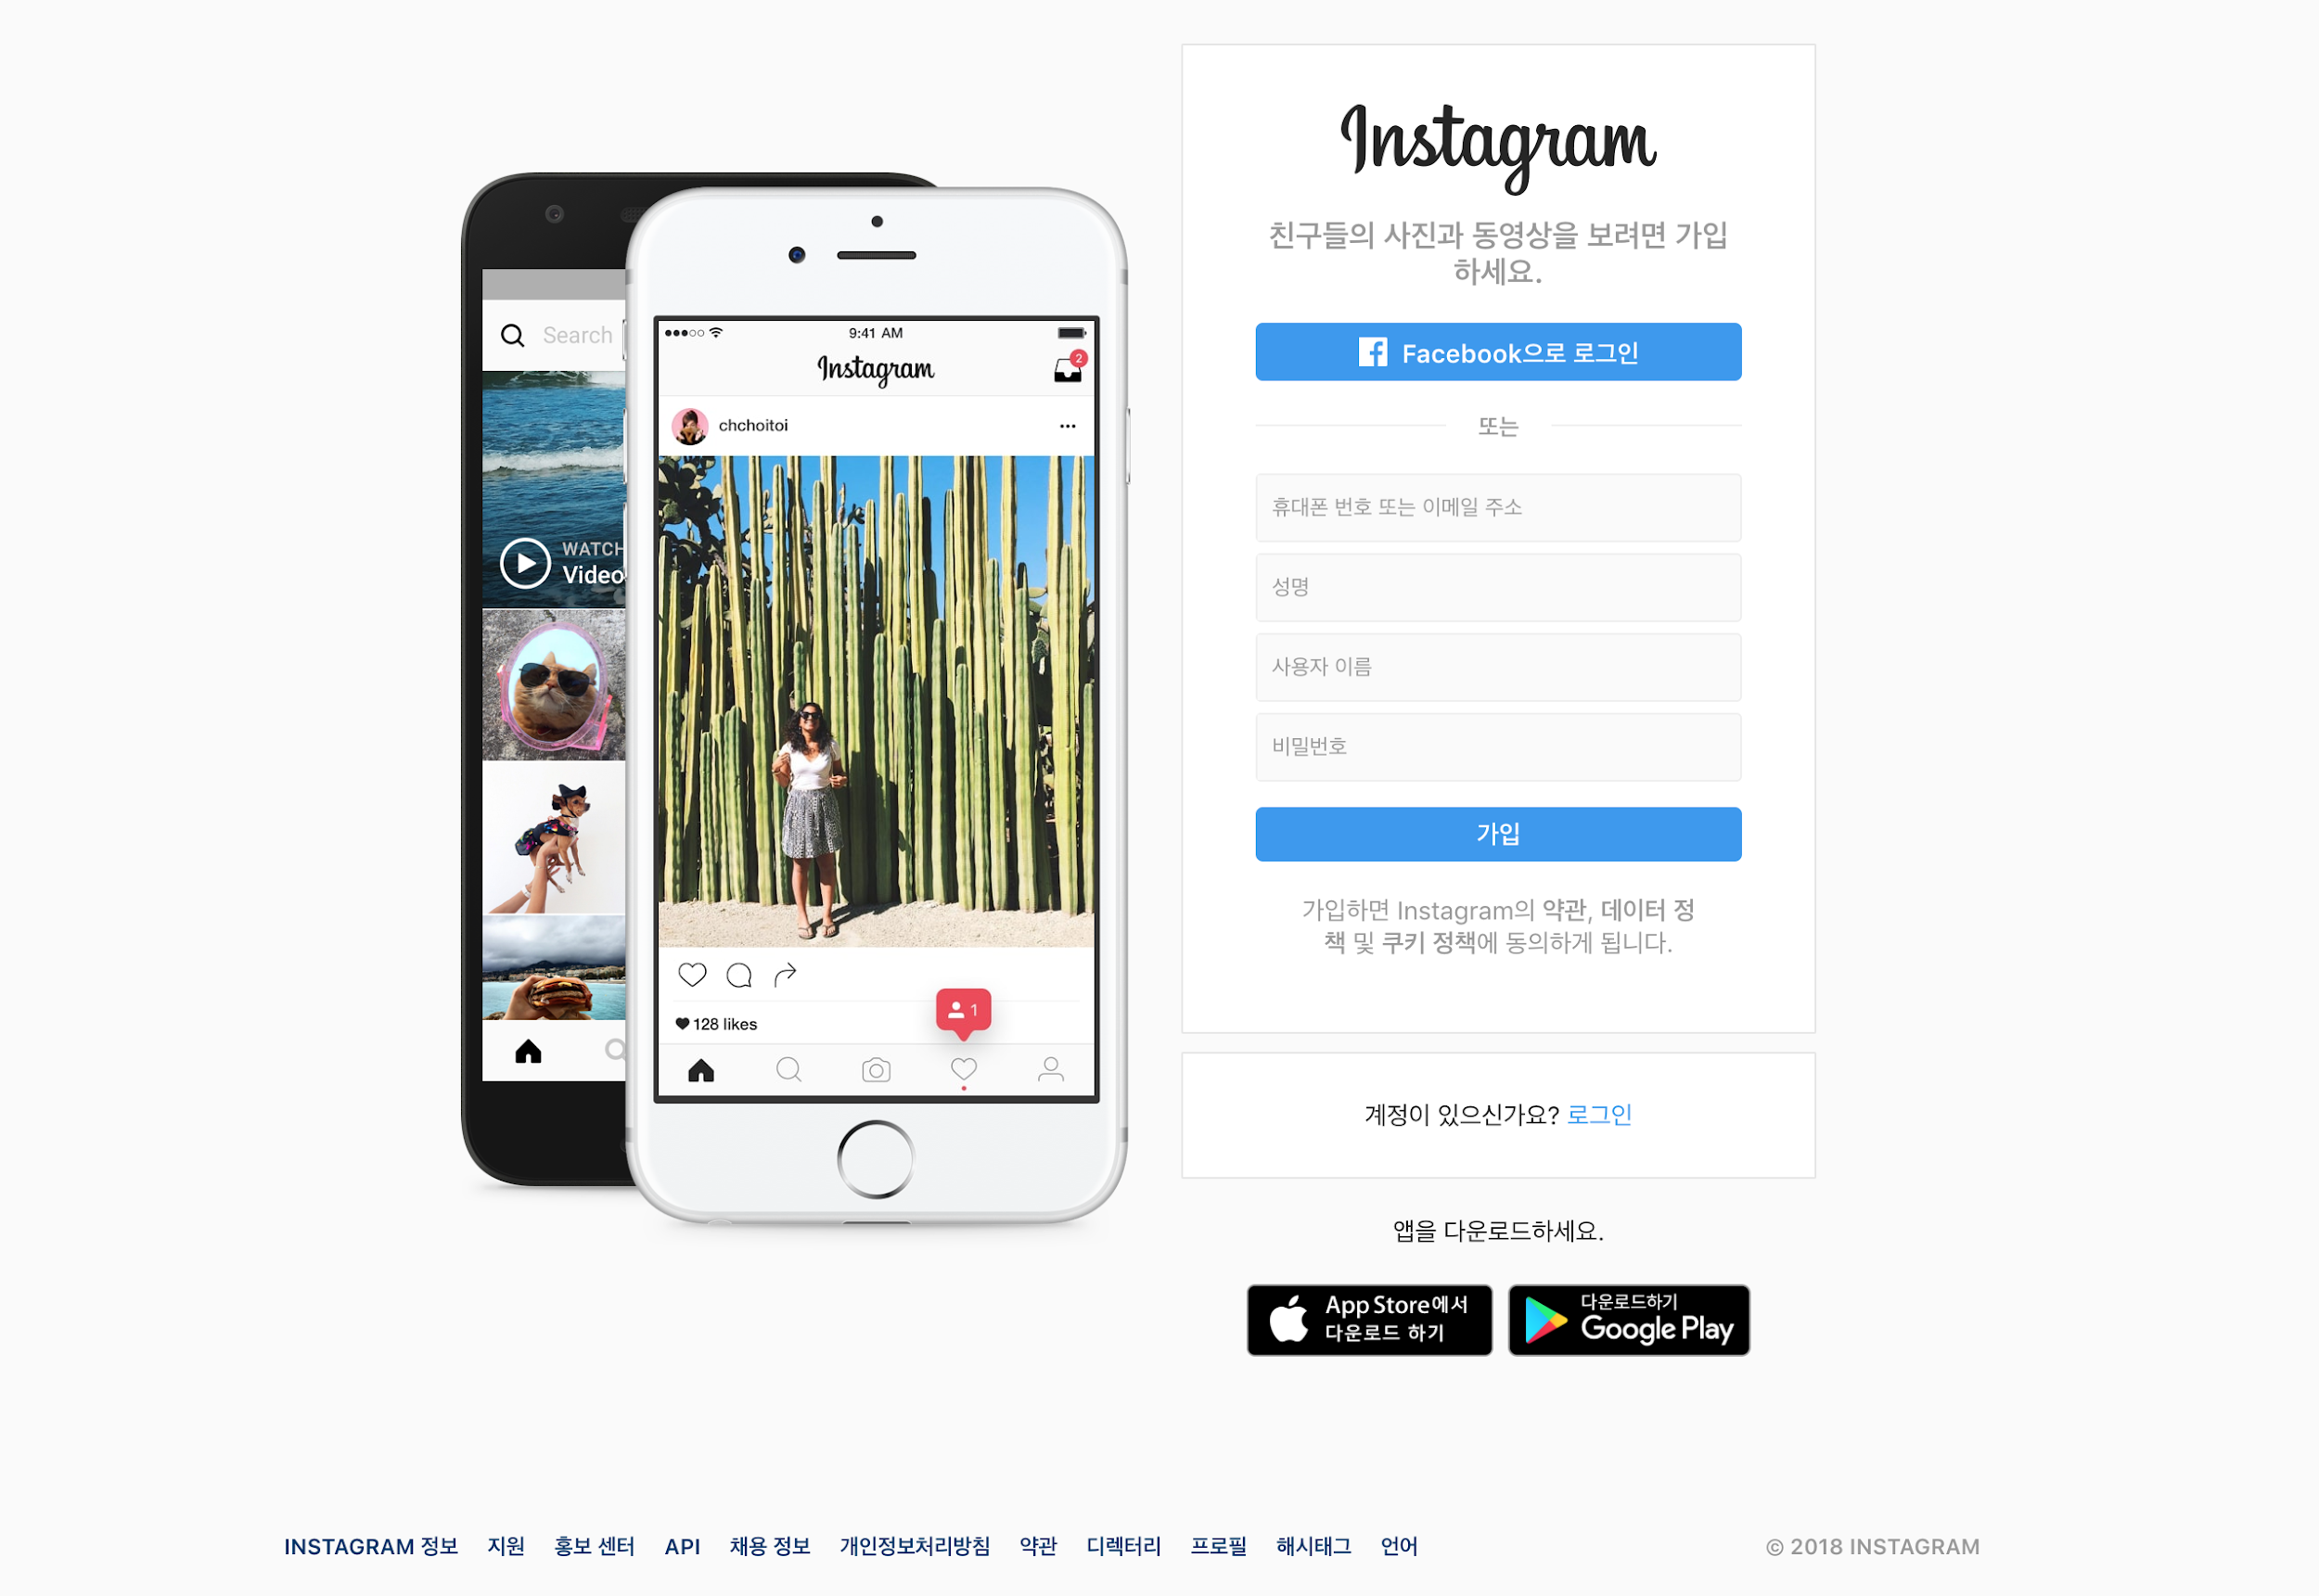 Search
WATCH
Video
9:41 AM
Instagram
2
chchoitoi
128 likes
1
Instagram
친구들의 사진과 동영상을 보려면 가입
하세요.
Facebook으로 로그인
또는
휴대폰 번호 또는 이메일 주소
성명
사용자 이름
비밀번호
가입
가입하면 Instagram의 약관, 데이터 정
책 및 쿠키 정책에 동의하게 됩니다.
계정이 있으신가요? 로그인
앱을 다운로드하세요.
App Store에서
다운로드 하기
다운로드하기
Google Play
INSTAGRAM 정보 지원 홍보 센터 API 채용 정보 개인정보처리방침 약관 디렉터리 프로필 해시태그 언어 © 2018 INSTAGRAM